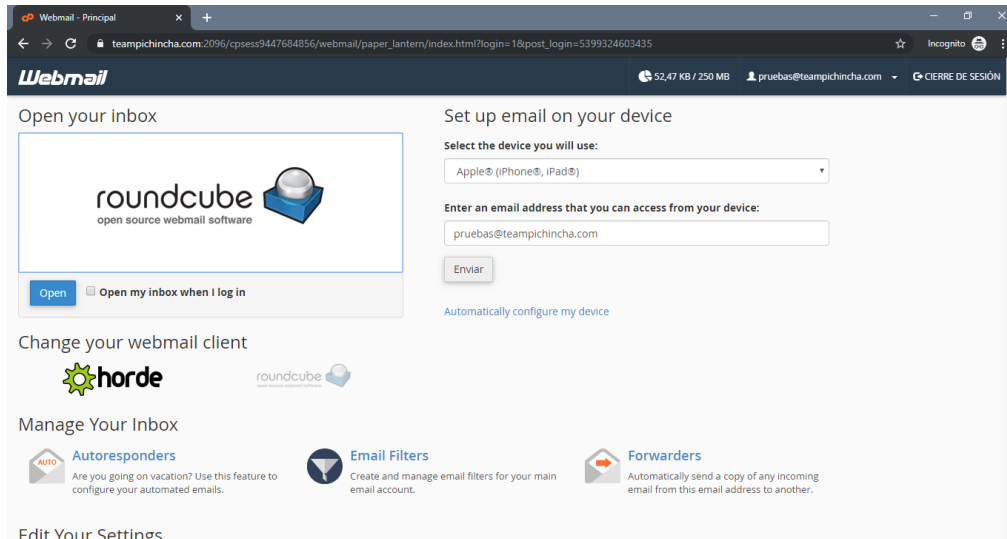 Webmail - Principal
teampichincha.com:2096/cpsess9447684856/webmail/paper_lantern/index.html?login=1&post_login=5399324603435
Incognito
Webmail
52,47 KB / 250 MB
pruebas@teampichincha.com
CIERRE DE SESIÓN
Open your inbox
roundcube
open source webmail software
Open
Open my inbox when I log in
Set up email on your device
Select the device you will use:
Apple® (iPhone®, iPad®)
Enter an email address that you can access from your device:
pruebas@teampichincha.com
Enviar
Automatically configure my device
Change your webmail client
horde
roundcube
open source webmail software
Manage Your Inbox
AUTO
Autoresponders
Are you going on vacation? Use this feature to
configure your automated emails.
Email Filters
Create and manage email filters for your main
email account.
Forwarders
Automatically send a copy of any incoming
email from this email address to another.
Edit Your Settings